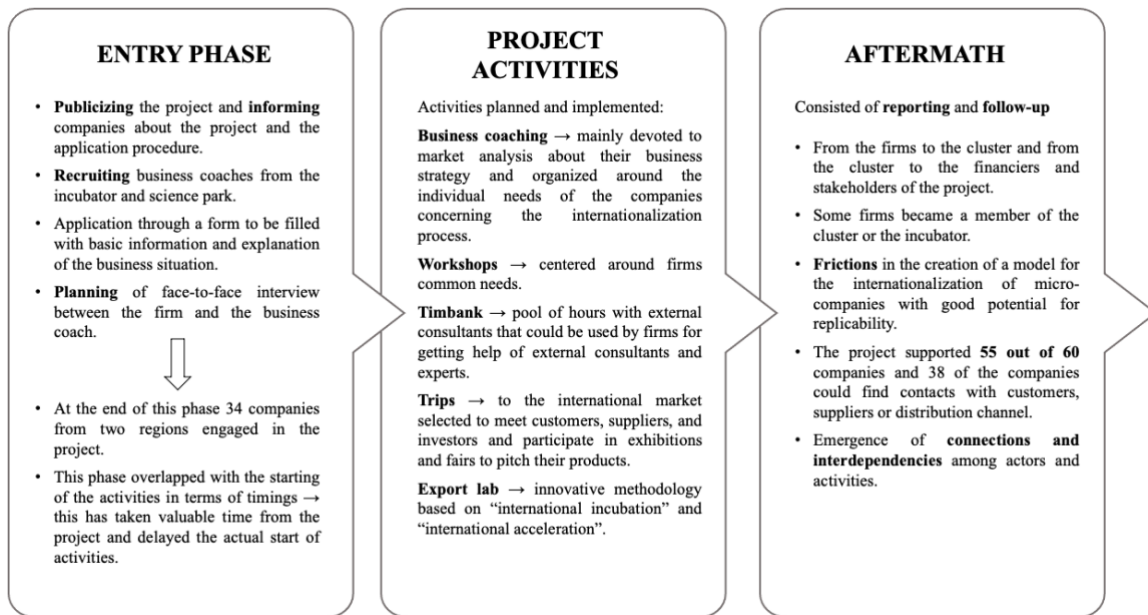 ENTRY PHASE
• Publicizing the project and informing
companies about the project and the
application procedure.
• Recruiting business coaches from the
incubator and science park.
• Application through a form to be filled
with basic information and explanation
of the business situation.
• Planning of face-to-face interview
between the firm and the business
coach.
• At the end of this phase 34 companies
from two regions engaged in the
project.
• This phase overlapped with the starting
of the activities in terms of timings →
this has taken valuable time from the
project and delayed the actual start of
activities.
PROJECT
ACTIVITIES
Activities planned and implemented:
Business coaching → mainly devoted to
market analysis about their business
strategy and organized around the
individual needs of the companies
concerning the internationalization
process.
Workshops → centered around firms
common needs.
Timbank → pool of hours with external
consultants that could be used by firms for
getting help of external consultants and
experts.
Trips → to the international market
selected to meet customers, suppliers, and
investors and participate in exhibitions
and fairs to pitch their products.
Export lab → innovative methodology
based on “international incubation” and
“international acceleration”.
AFTERMATH
Consisted of reporting and follow-up
• From the firms to the cluster and from
the cluster to the financiers and
stakeholders of the project.
• Some firms became a member of the
cluster or the incubator.
• Frictions in the creation of a model for
the internationalization of micro-
companies with good potential for
replicability.
• The project supported 55 out of 60
companies and 38 of the companies
could find contacts with customers,
suppliers or distribution channel.
• Emergence of connections and
interdependencies among actors and
activities.